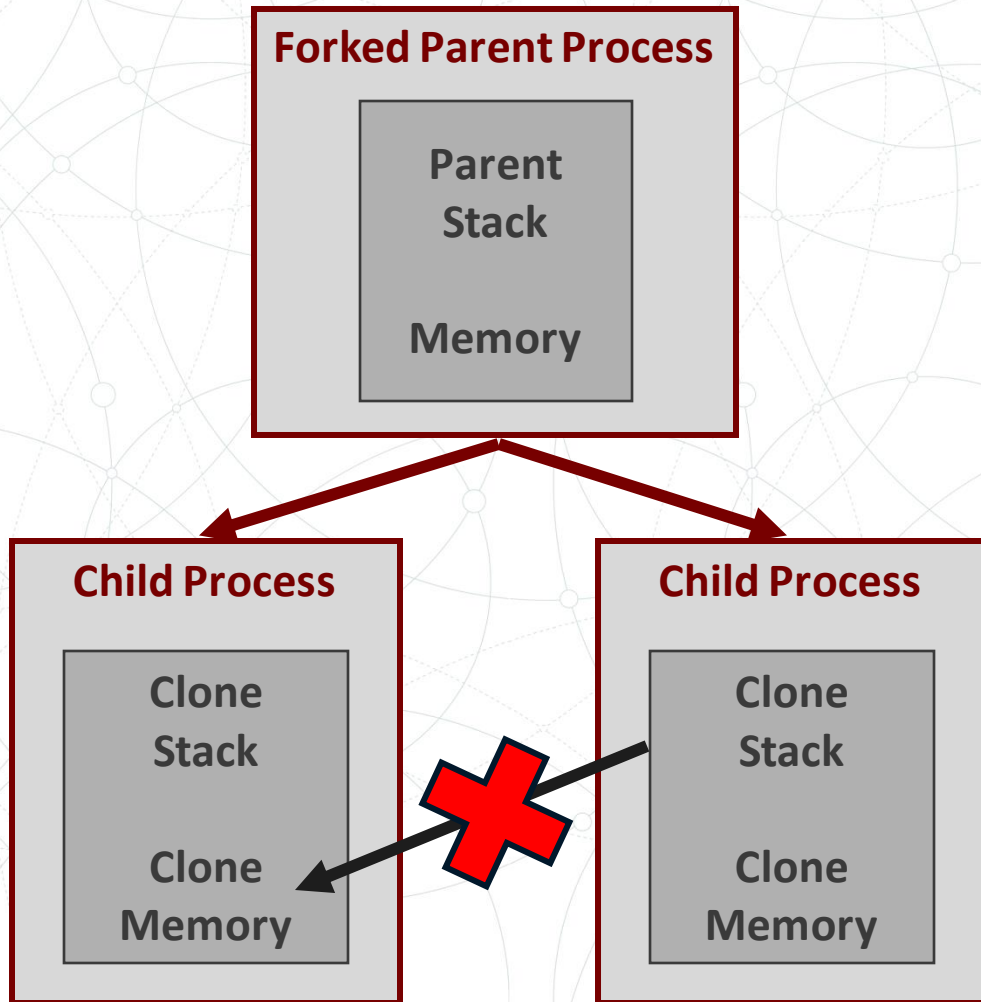 Forked Parent Process
Parent
Stack
Memory
Child Process
Clone
Stack
Clone
Memory
Child Process
Clone
Stack
Clone
Memory